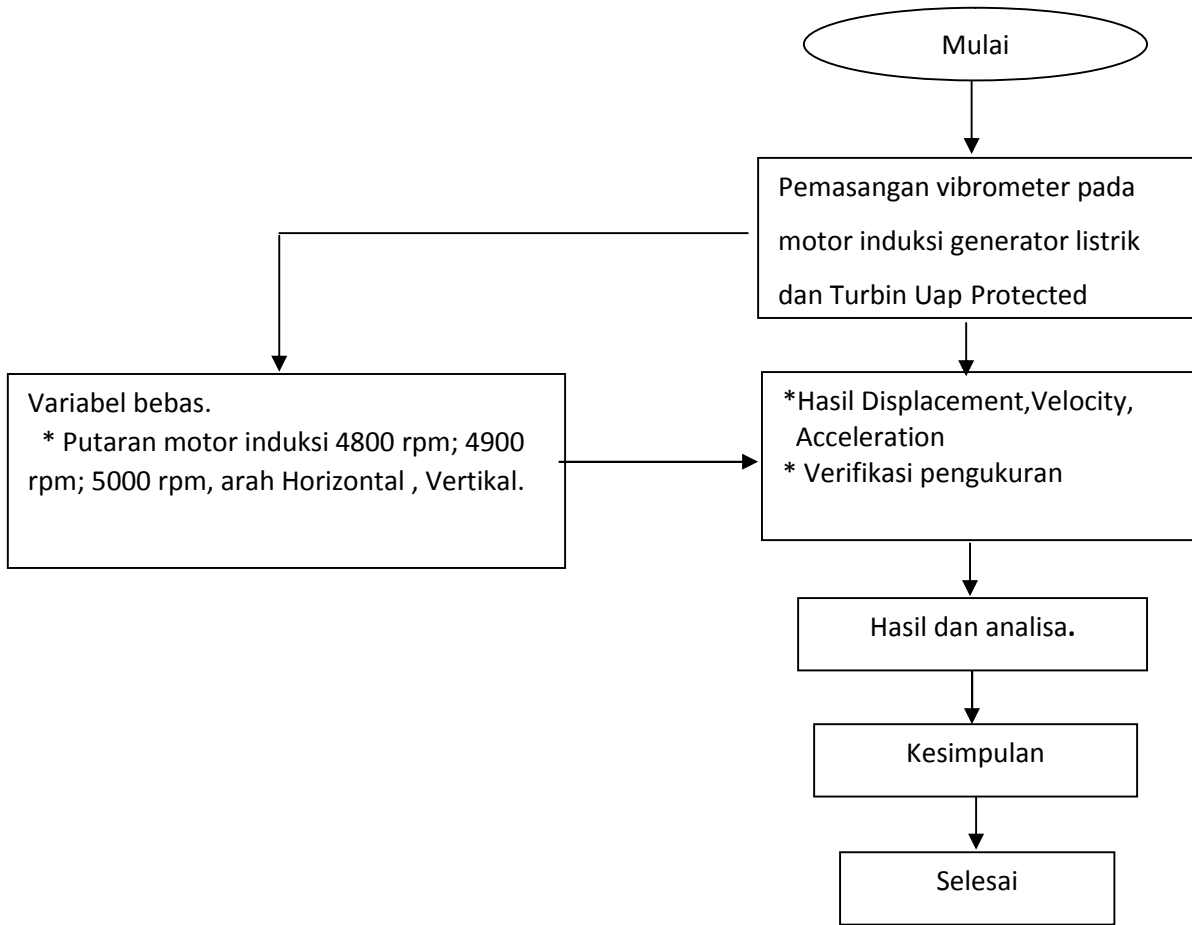 Mulai
Pemasangan vibrometer pada
motor induksi generator listrik
dan Turbin Uap Protected
Variabel bebas.
* Putaran motor induksi 4800 rpm; 4900
rpm; 5000 rpm, arah Horizontal , Vertikal.
*Hasil Displacement,Velocity,
Acceleration
* Verifikasi pengukuran
Hasil dan analisa.
Kesimpulan
Selesai